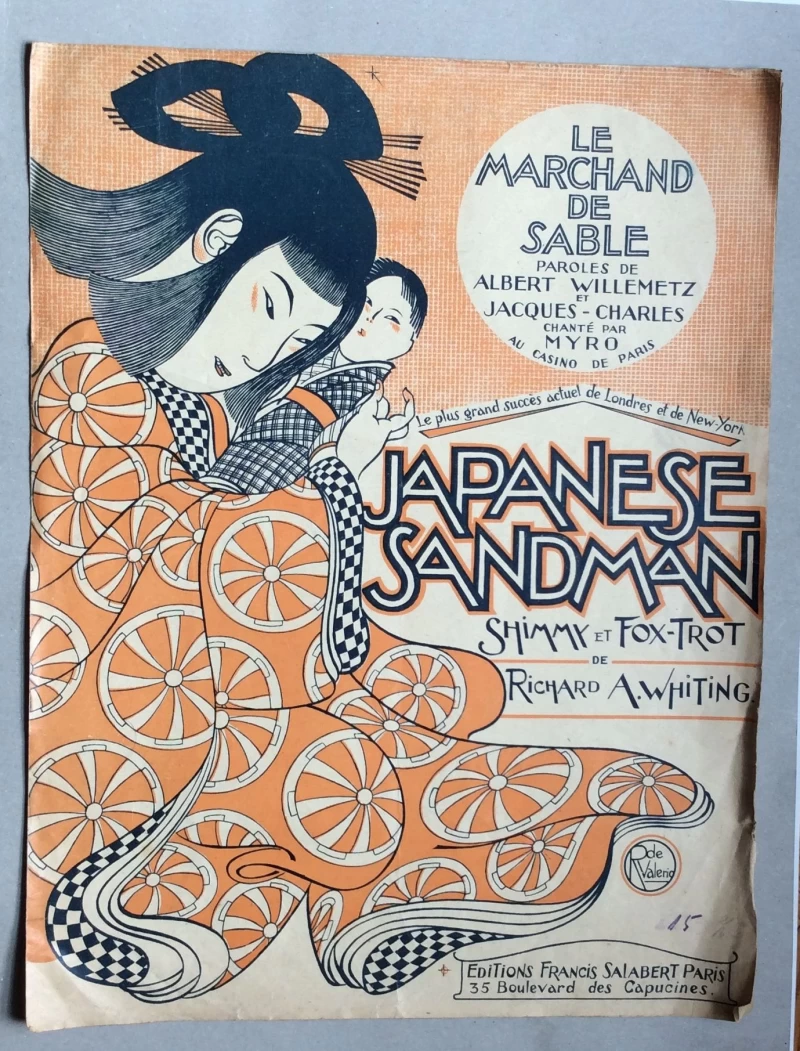 LE
MARCHAND
DE
SABLE
PAROLES DE
ALBERT WILLEMETZ
ET
JACQUES-CHARLES
CHANTÉ PAR
MYRO
AU CASINO DE PARIS
Le plus grand succes actuel de Londres et de New-York
JAPANESE
SANDMAN
SHIMMY ET FOX-TROT
DE
RICHARD A. WHITING.
R de
Valerio
15
EDITIONS FRANCIS SALABERT PARIS
35 Boulevard des Capucines.